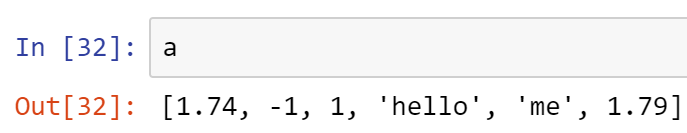 In [32]: a
Out[32]: [1.74, -1, 1, 'hello', 'me', 1.79]